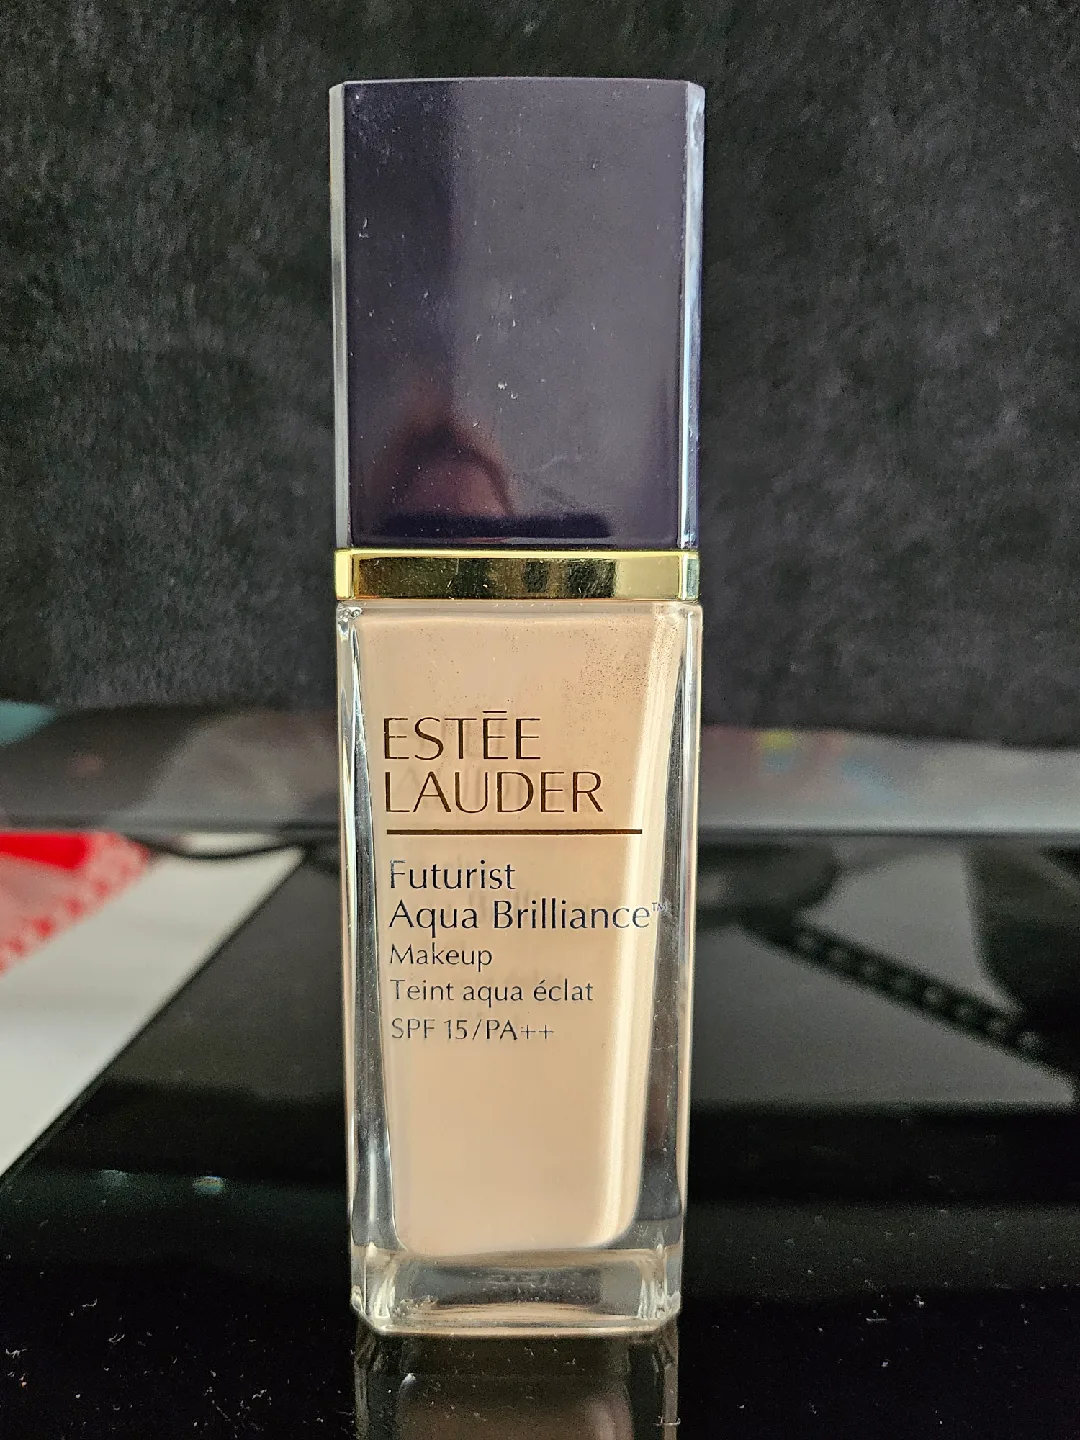 ESTĒE
LAUDER
Futurist
Aqua Brilliance™
Makeup
Teint aqua éclat
SPF 15/PA++